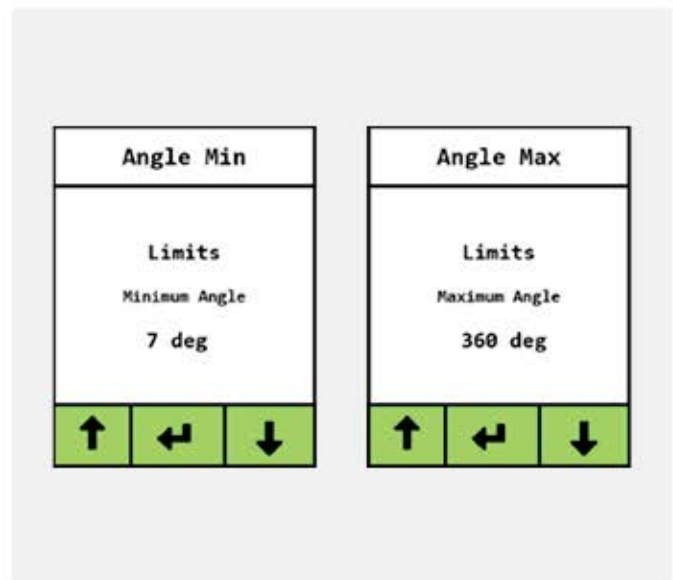 Angle Min
Limits
Minimum Angle
7 deg
Angle Max
Limits
Maximum Angle
360 deg